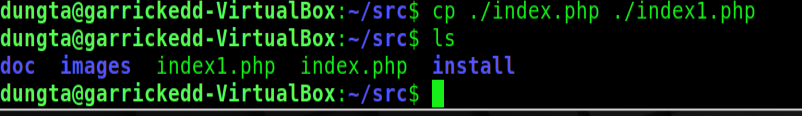 dungta@garrickedd-VirtualBox:~/src$ cp ./index.php ./index1.php
dungta@garrickedd-VirtualBox:~/src$ ls
doc  images  index1.php  index.php  install
dungta@garrickedd-VirtualBox:~/src$